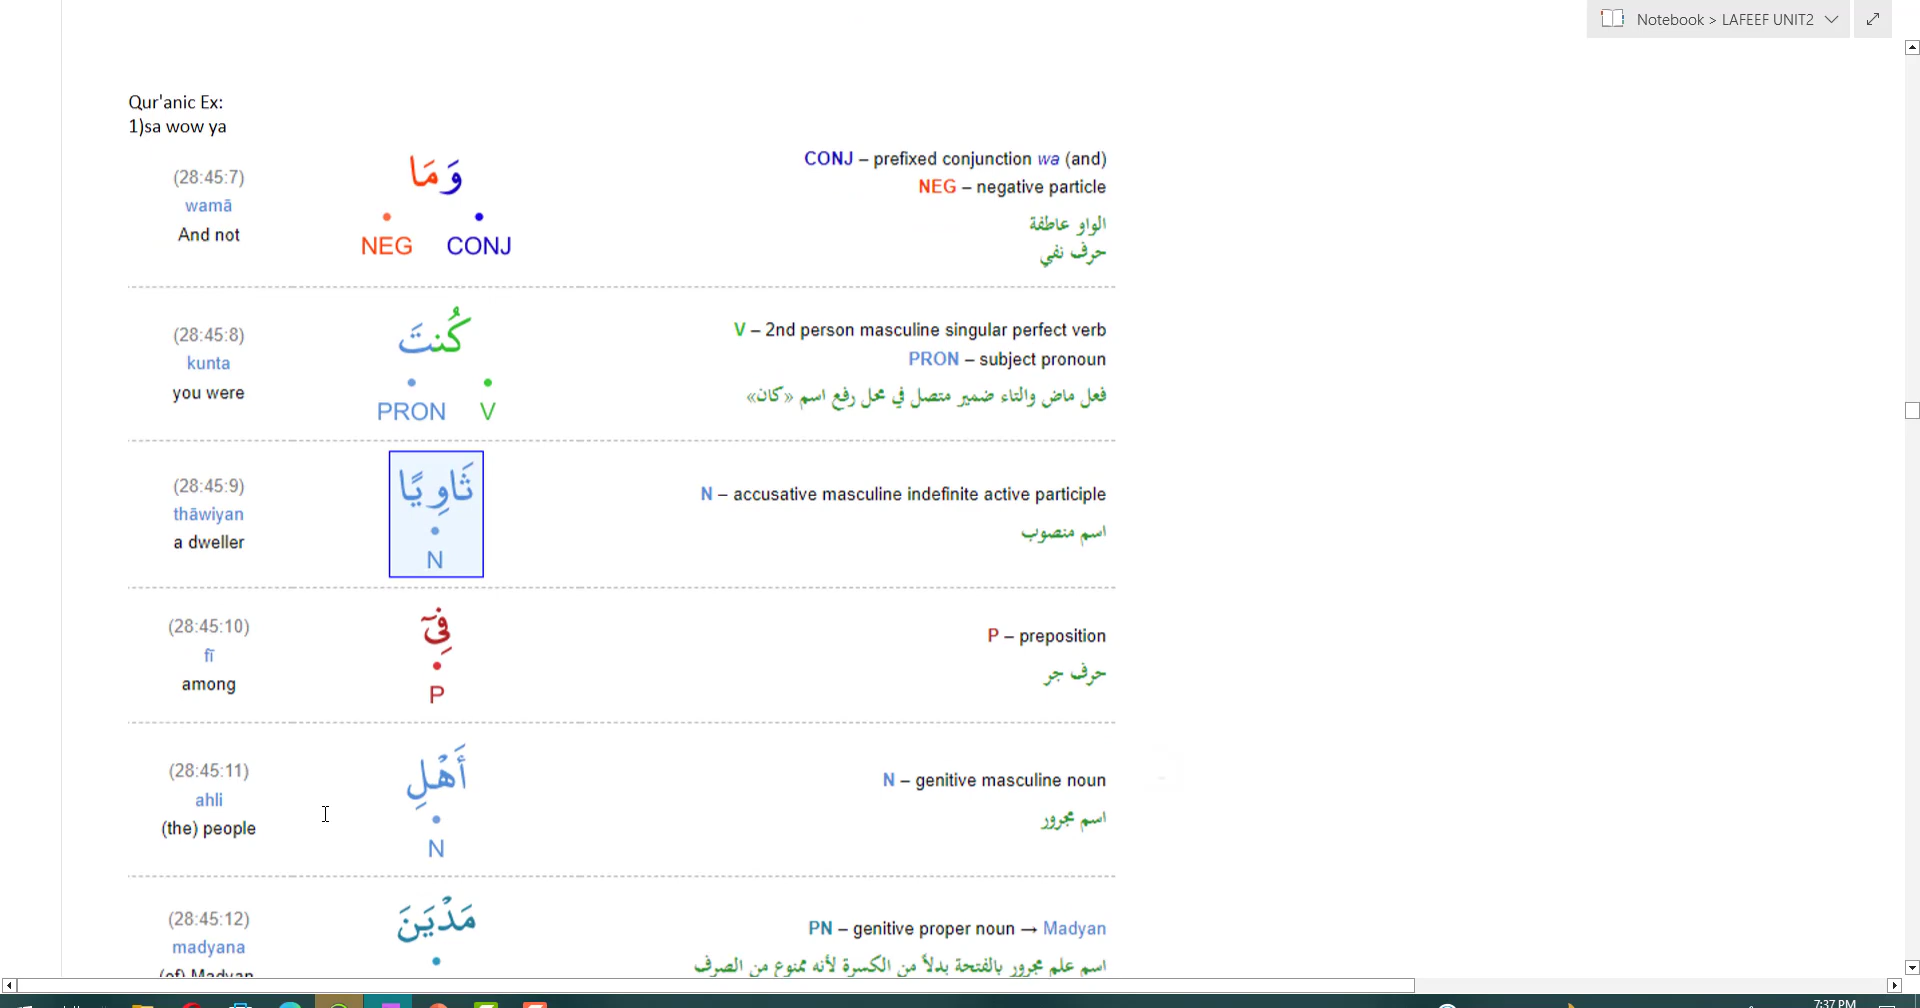 Notebook > LAFEEF UNIT2
Qur'anic Ex:
1)sa wow ya
(28:45:7)
wamā
And not
وَمَا
NEG CONJ
CONJ – prefixed conjunction wa (and)
NEG – negative particle
الواو عاطفة
حرف نفي
(28:45:8)
kunta
you were
كُنتَ
PRON V
V – 2nd person masculine singular perfect verb
PRON – subject pronoun
فعل ماض والتاء ضمير متصل في محل رفع اسم «كان»
(28:45:9)
thāwiyan
a dweller
ثَاوِيًا
N
N – accusative masculine indefinite active participle
اسم منصوب
(28:45:10)
fī
among
فِىٓ
P
P – preposition
حرف جر
(28:45:11)
ahli
(the) people
أَهْلِ
N
N – genitive masculine noun
اسم مجرور
(28:45:12)
madyana
(of) Madyan
مَدْيَنَ
PN – genitive proper noun → Madyan
اسم علم مجرور بالفتحة بدلاً من الكسرة لأنه ممنوع من الصرف
7:37 PM